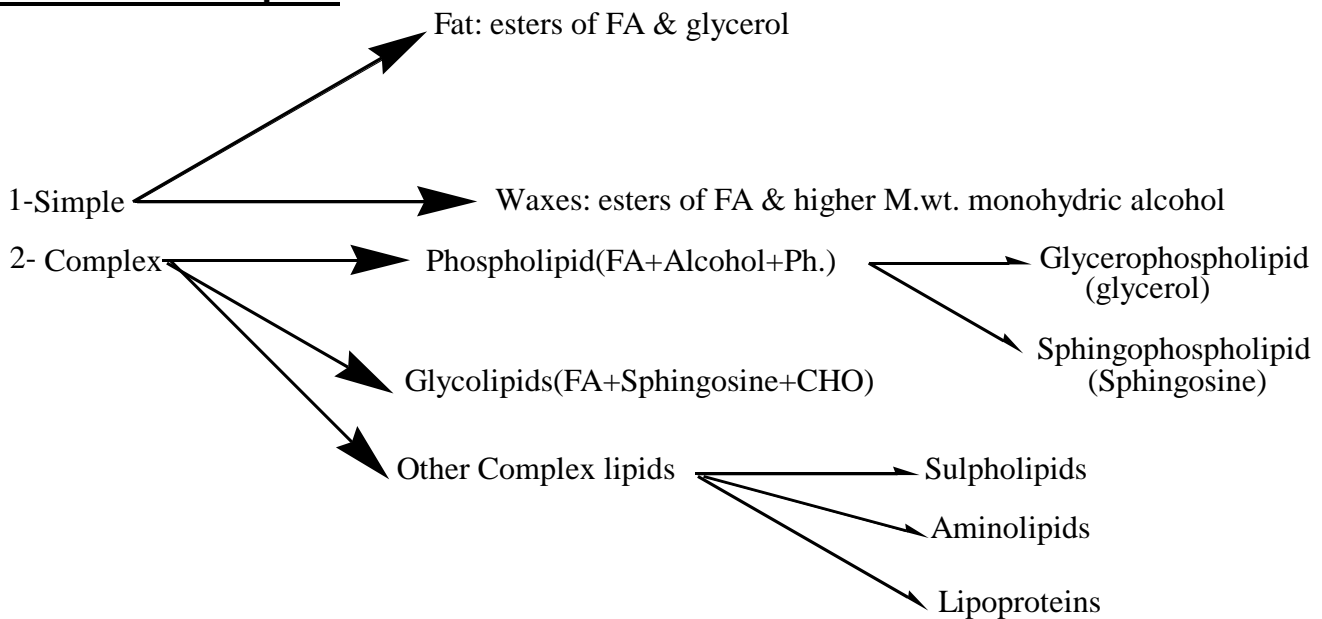 Fat: esters of FA & glycerol
1-Simple
Waxes: esters of FA & higher M.wt. monohydric alcohol
2- Complex
Phospholipid(FA+Alcohol+Ph.)
Glycerophospholipid
(glycerol)
Sphingophospholipid
(Sphingosine)
Glycolipids(FA+Sphingosine+CHO)
Other Complex lipids
Sulpholipids
Aminolipids
Lipoproteins